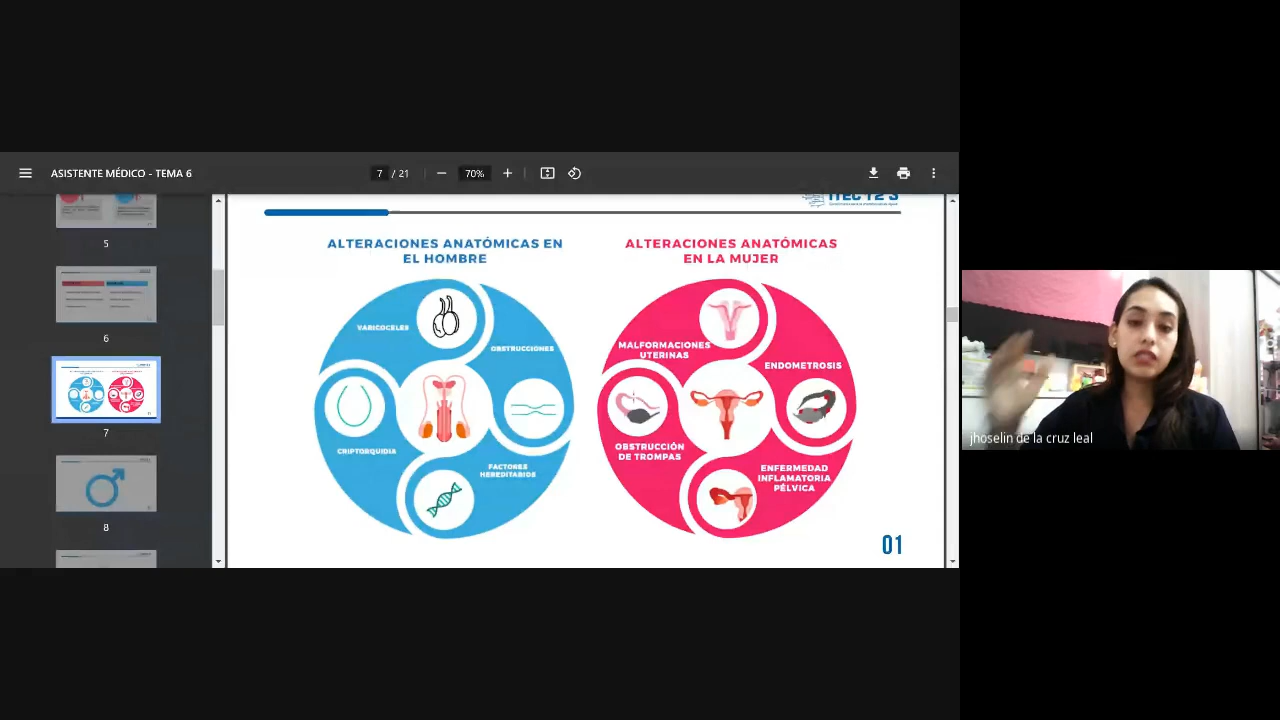 ASISTENTE MÉDICO - TEMA 6
7 / 21
70%
5
6
7
8
ALTERACIONES ANATÓMICAS EN
EL HOMBRE
VARICOCELES
OBSTRUCCIONES
CRIPTORQUIDIA
FACTORES
HEREDITARIOS
ALTERACIONES ANATÓMICAS
EN LA MUJER
MALFORMACIONES
UTERINAS
ENDOMETROSIS
OBSTRUCCIÓN
DE TROMPAS
ENFERMEDAD
INFLAMATORIA
PÉLVICA
01
jhoselin de la cruz leal